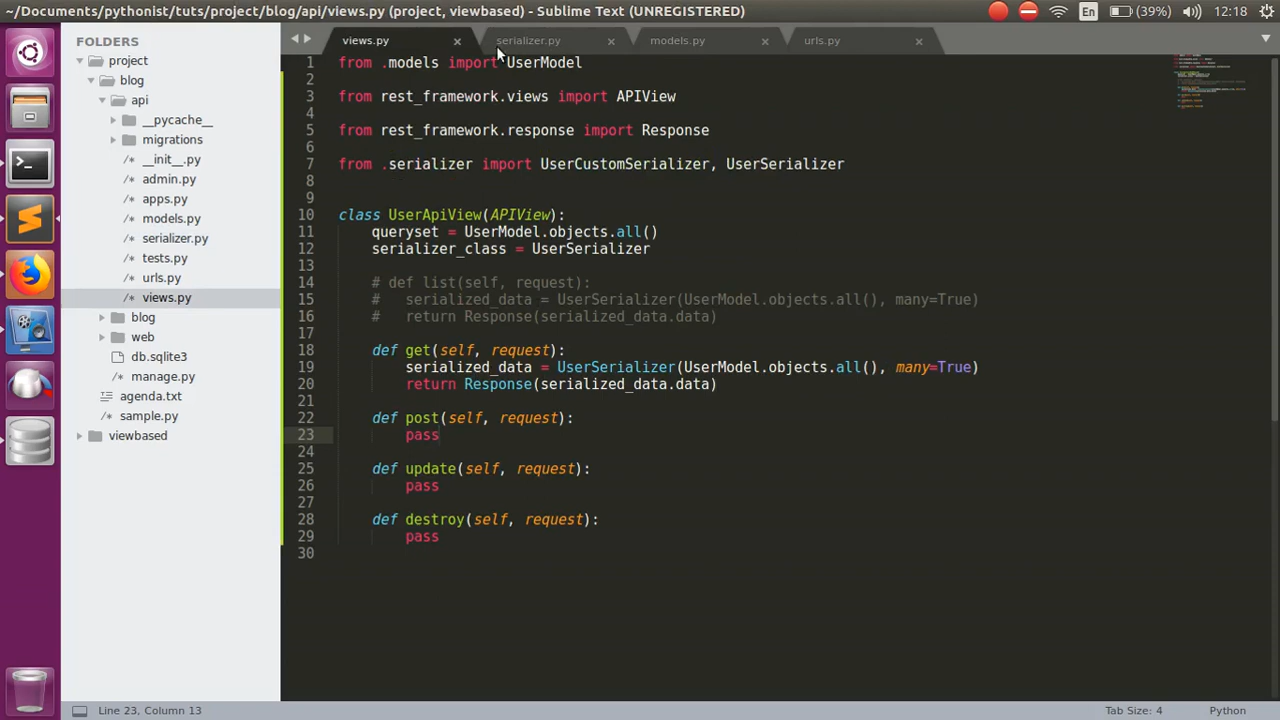 ~/Documents/pythonist/tuts/project/blog/api/views.py (project, viewbased) - Sublime Text (UNREGISTERED)
En (39%) 12:18
FOLDERS
project
blog
api
__pycache__
migrations
__init__.py
admin.py
apps.py
models.py
serializer.py
tests.py
urls.py
views.py
blog
web
db.sqlite3
manage.py
agenda.txt
sample.py
viewbased
views.py serializer.py models.py urls.py
1 from .models import UserModel
2
3 from rest_framework.views import APIView
4
5 from rest_framework.response import Response
6
7 from .serializer import UserCustomSerializer, UserSerializer
8
9
10 class UserApiView(APIView):
11 queryset = UserModel.objects.all()
12 serializer_class = UserSerializer
13
14 # def list(self, request):
15 # serialized_data = UserSerializer(UserModel.objects.all(), many=True)
16 # return Response(serialized_data.data)
17
18 def get(self, request):
19 serialized_data = UserSerializer(UserModel.objects.all(), many=True)
20 return Response(serialized_data.data)
21
22 def post(self, request):
23 pass
24
25 def update(self, request):
26 pass
27
28 def destroy(self, request):
29 pass
30
Line 23, Column 13 Tab Size: 4 Python